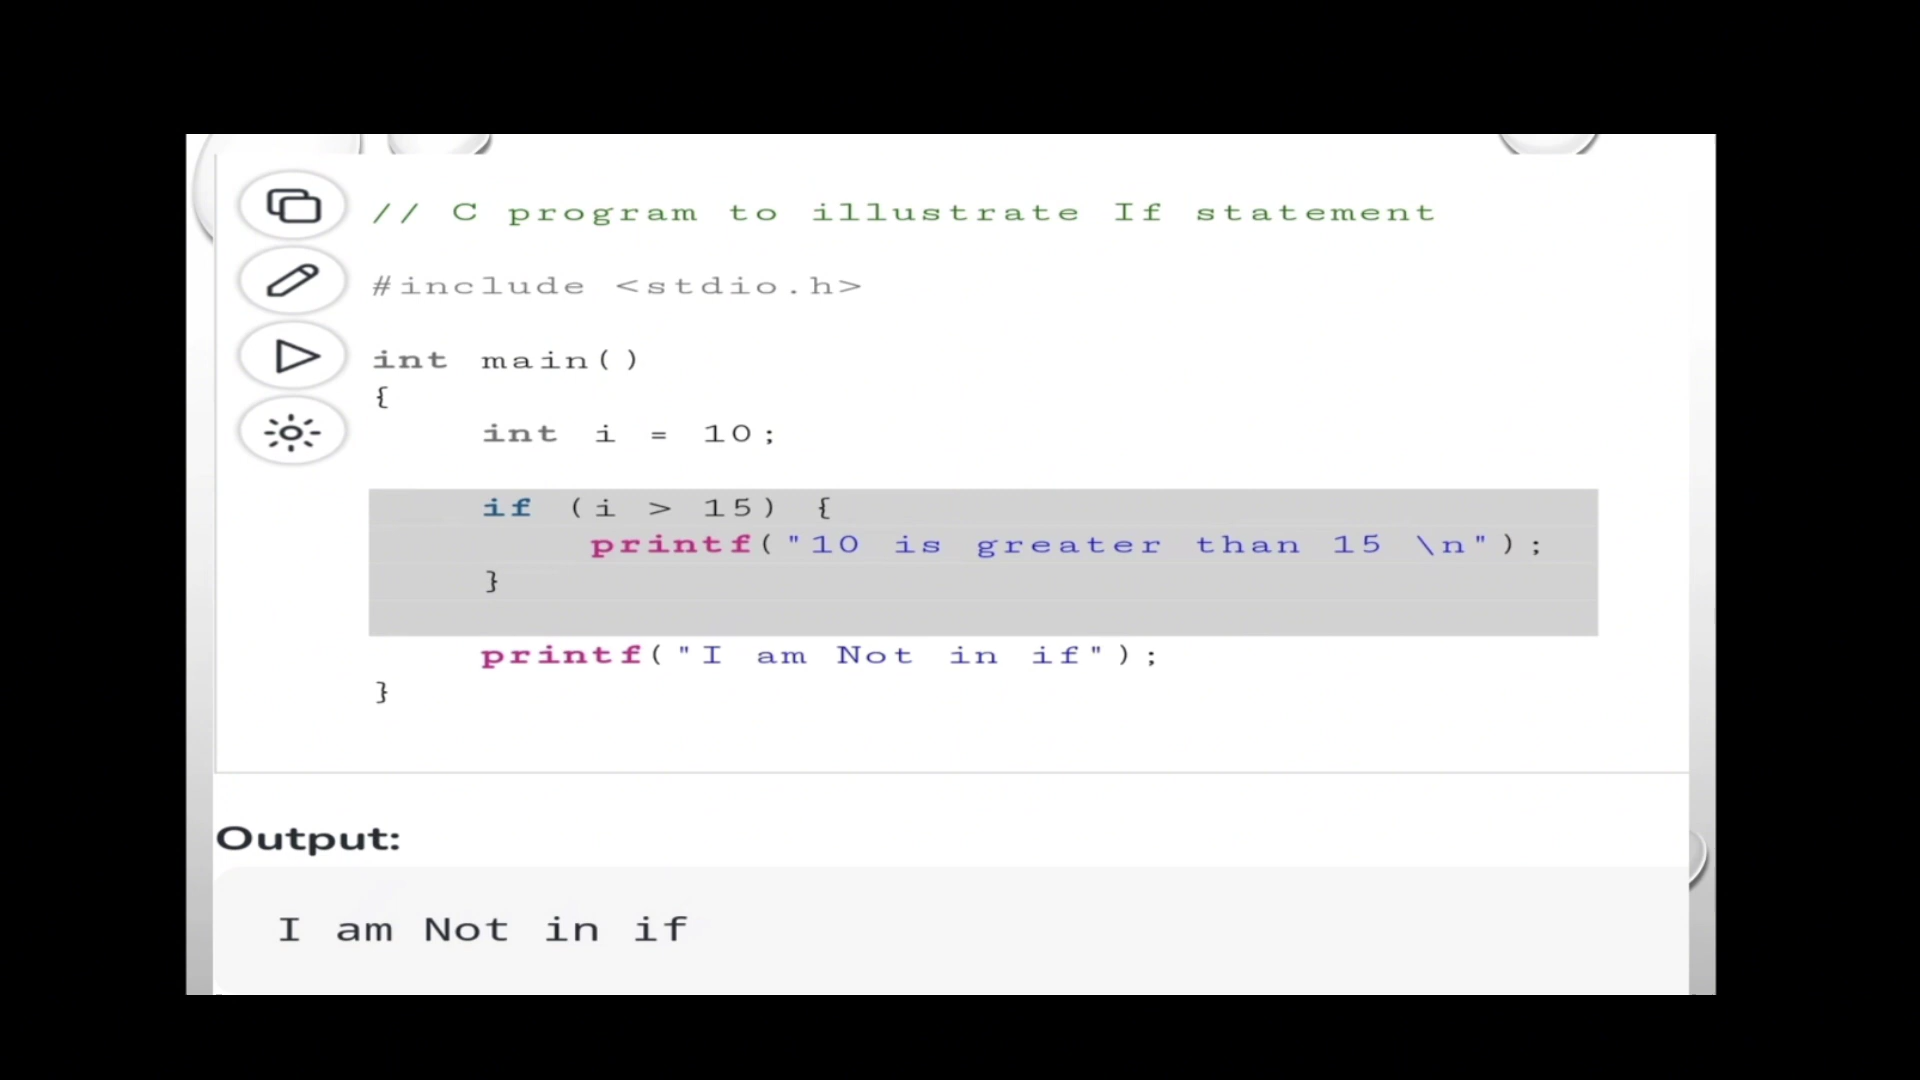 // C program to illustrate If statement
#include <stdio.h>
int main()
{
int i = 10;
if (i > 15) {
printf("10 is greater than 15 \n");
}
printf("I am Not in if");
}
Output:
I am Not in if